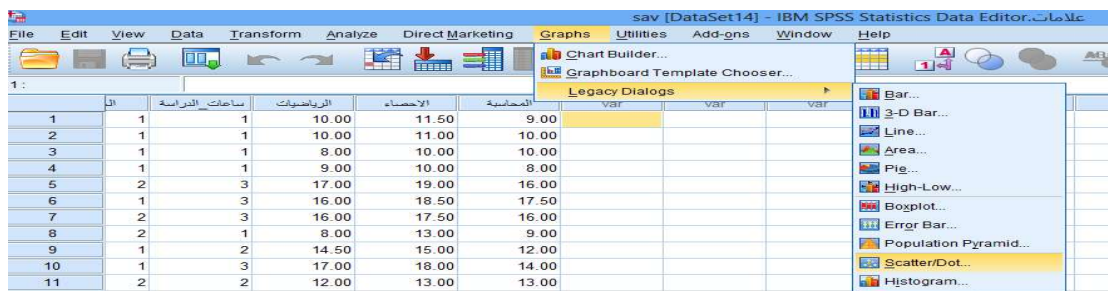 علامات.sav [DataSet14] - IBM SPSS Statistics Data Editor
File Edit View Data Transform Analyze Direct Marketing Graphs Utilities Add-ons Window Help
Chart Builder...
Graphboard Template Chooser...
Legacy Dialogs
1 :
ساعات_الدراسة الرياضيات الاحصاء المحاسبة var var var
1 1 1 10.00 11.50 9.00
2 1 1 10.00 11.00 10.00
3 1 1 8.00 10.00 10.00
4 1 1 9.00 10.00 8.00
5 2 3 17.00 19.00 16.00
6 1 3 16.00 18.50 17.50
7 2 3 16.00 17.50 16.00
8 2 1 8.00 13.00 9.00
9 1 2 14.50 15.00 12.00
10 1 3 17.00 18.00 14.00
11 2 2 12.00 13.00 13.00
Bar...
3-D Bar...
Line...
Area...
Pie...
High-Low...
Boxplot...
Error Bar...
Population Pyramid...
Scatter/Dot...
Histogram...